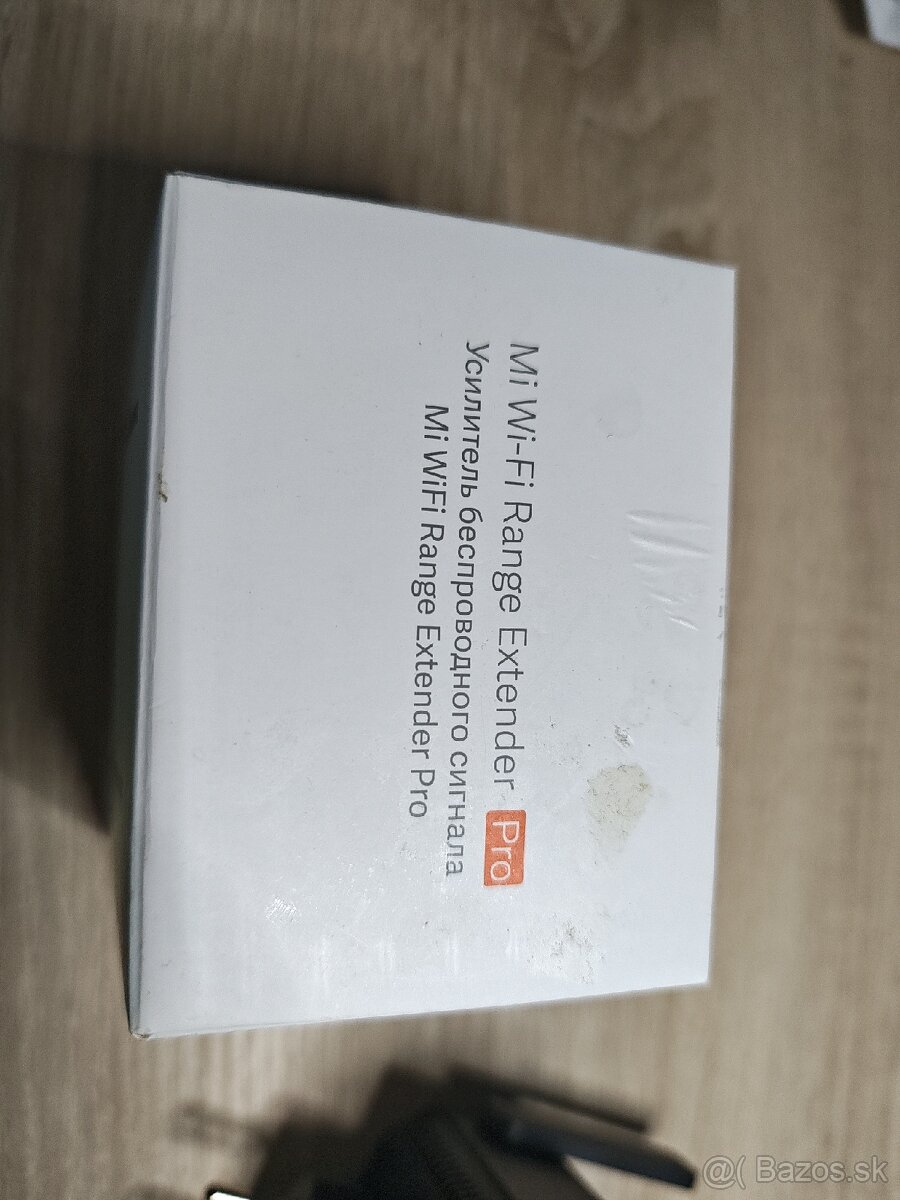 Mi Wi-Fi Range Extender Pro
Усилитель беспроводного сигнала
Mi WiFi Range Extender Pro
@( Bazos.sk